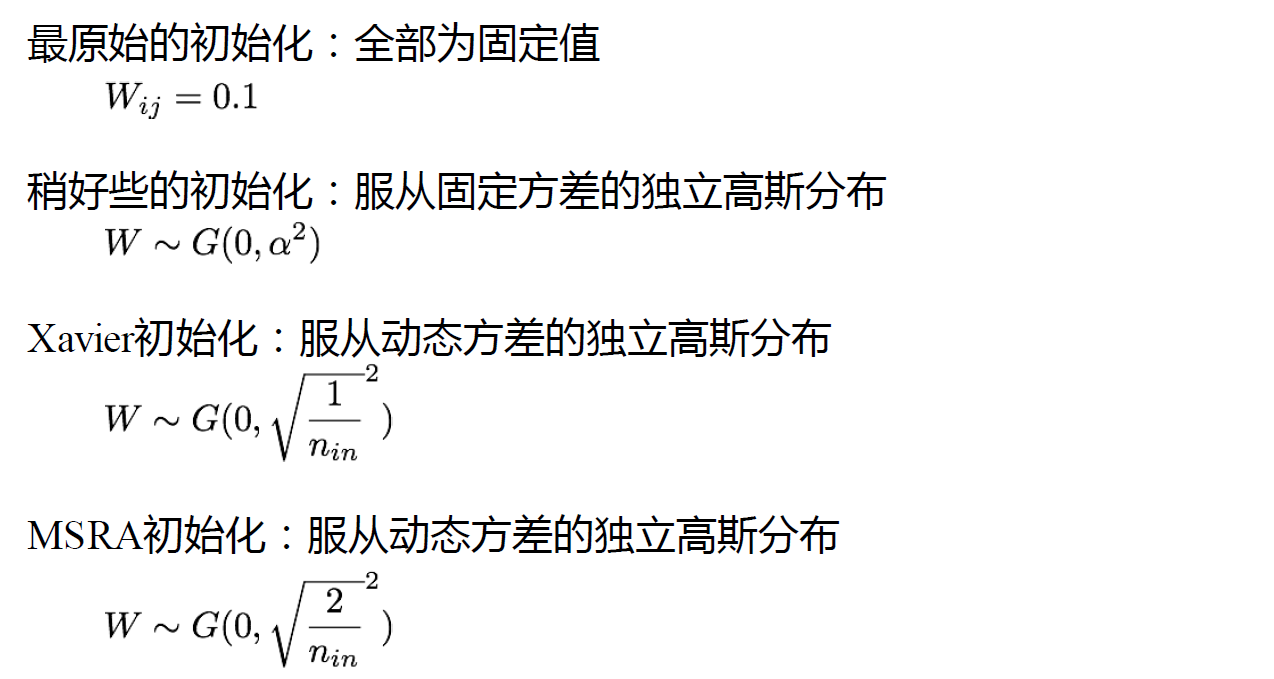 最原始的初始化：全部为固定值
W_{ij} = 0.1
稍好些的初始化：服从固定方差的独立高斯分布
W ∼ G(0, α^2)
Xavier初始化：服从动态方差的独立高斯分布
W ∼ G(0, \sqrt{\frac{1}{n_{in}}}^2)
MSRA初始化：服从动态方差的独立高斯分布
W ∼ G(0, \sqrt{\frac{2}{n_{in}}}^2)